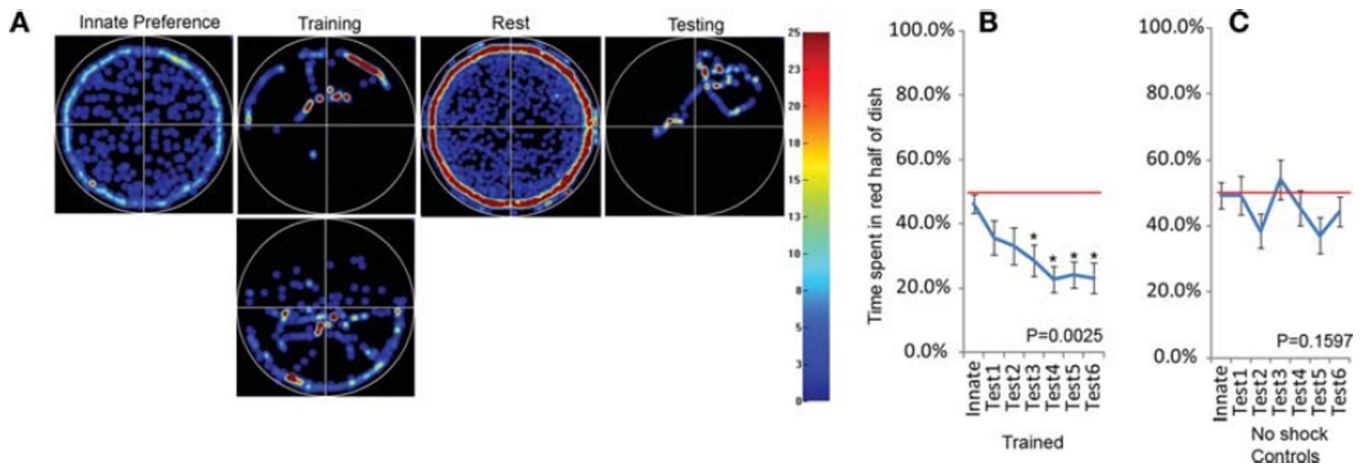 A
Innate Preference
Training
Rest
Testing
25
23
20
18
15
13
10
8
5
3
0
B
Time spent in red half of dish
100.0%
80.0%
60.0%
40.0%
20.0%
0.0%
*
*
*
*
P=0.0025
Innate
Test1
Test2
Test3
Test4
Test5
Test6
Trained
C
100.0%
80.0%
60.0%
40.0%
20.0%
0.0%
P=0.1597
Innate
Test1
Test2
Test3
Test4
Test5
Test6
No shock
Controls